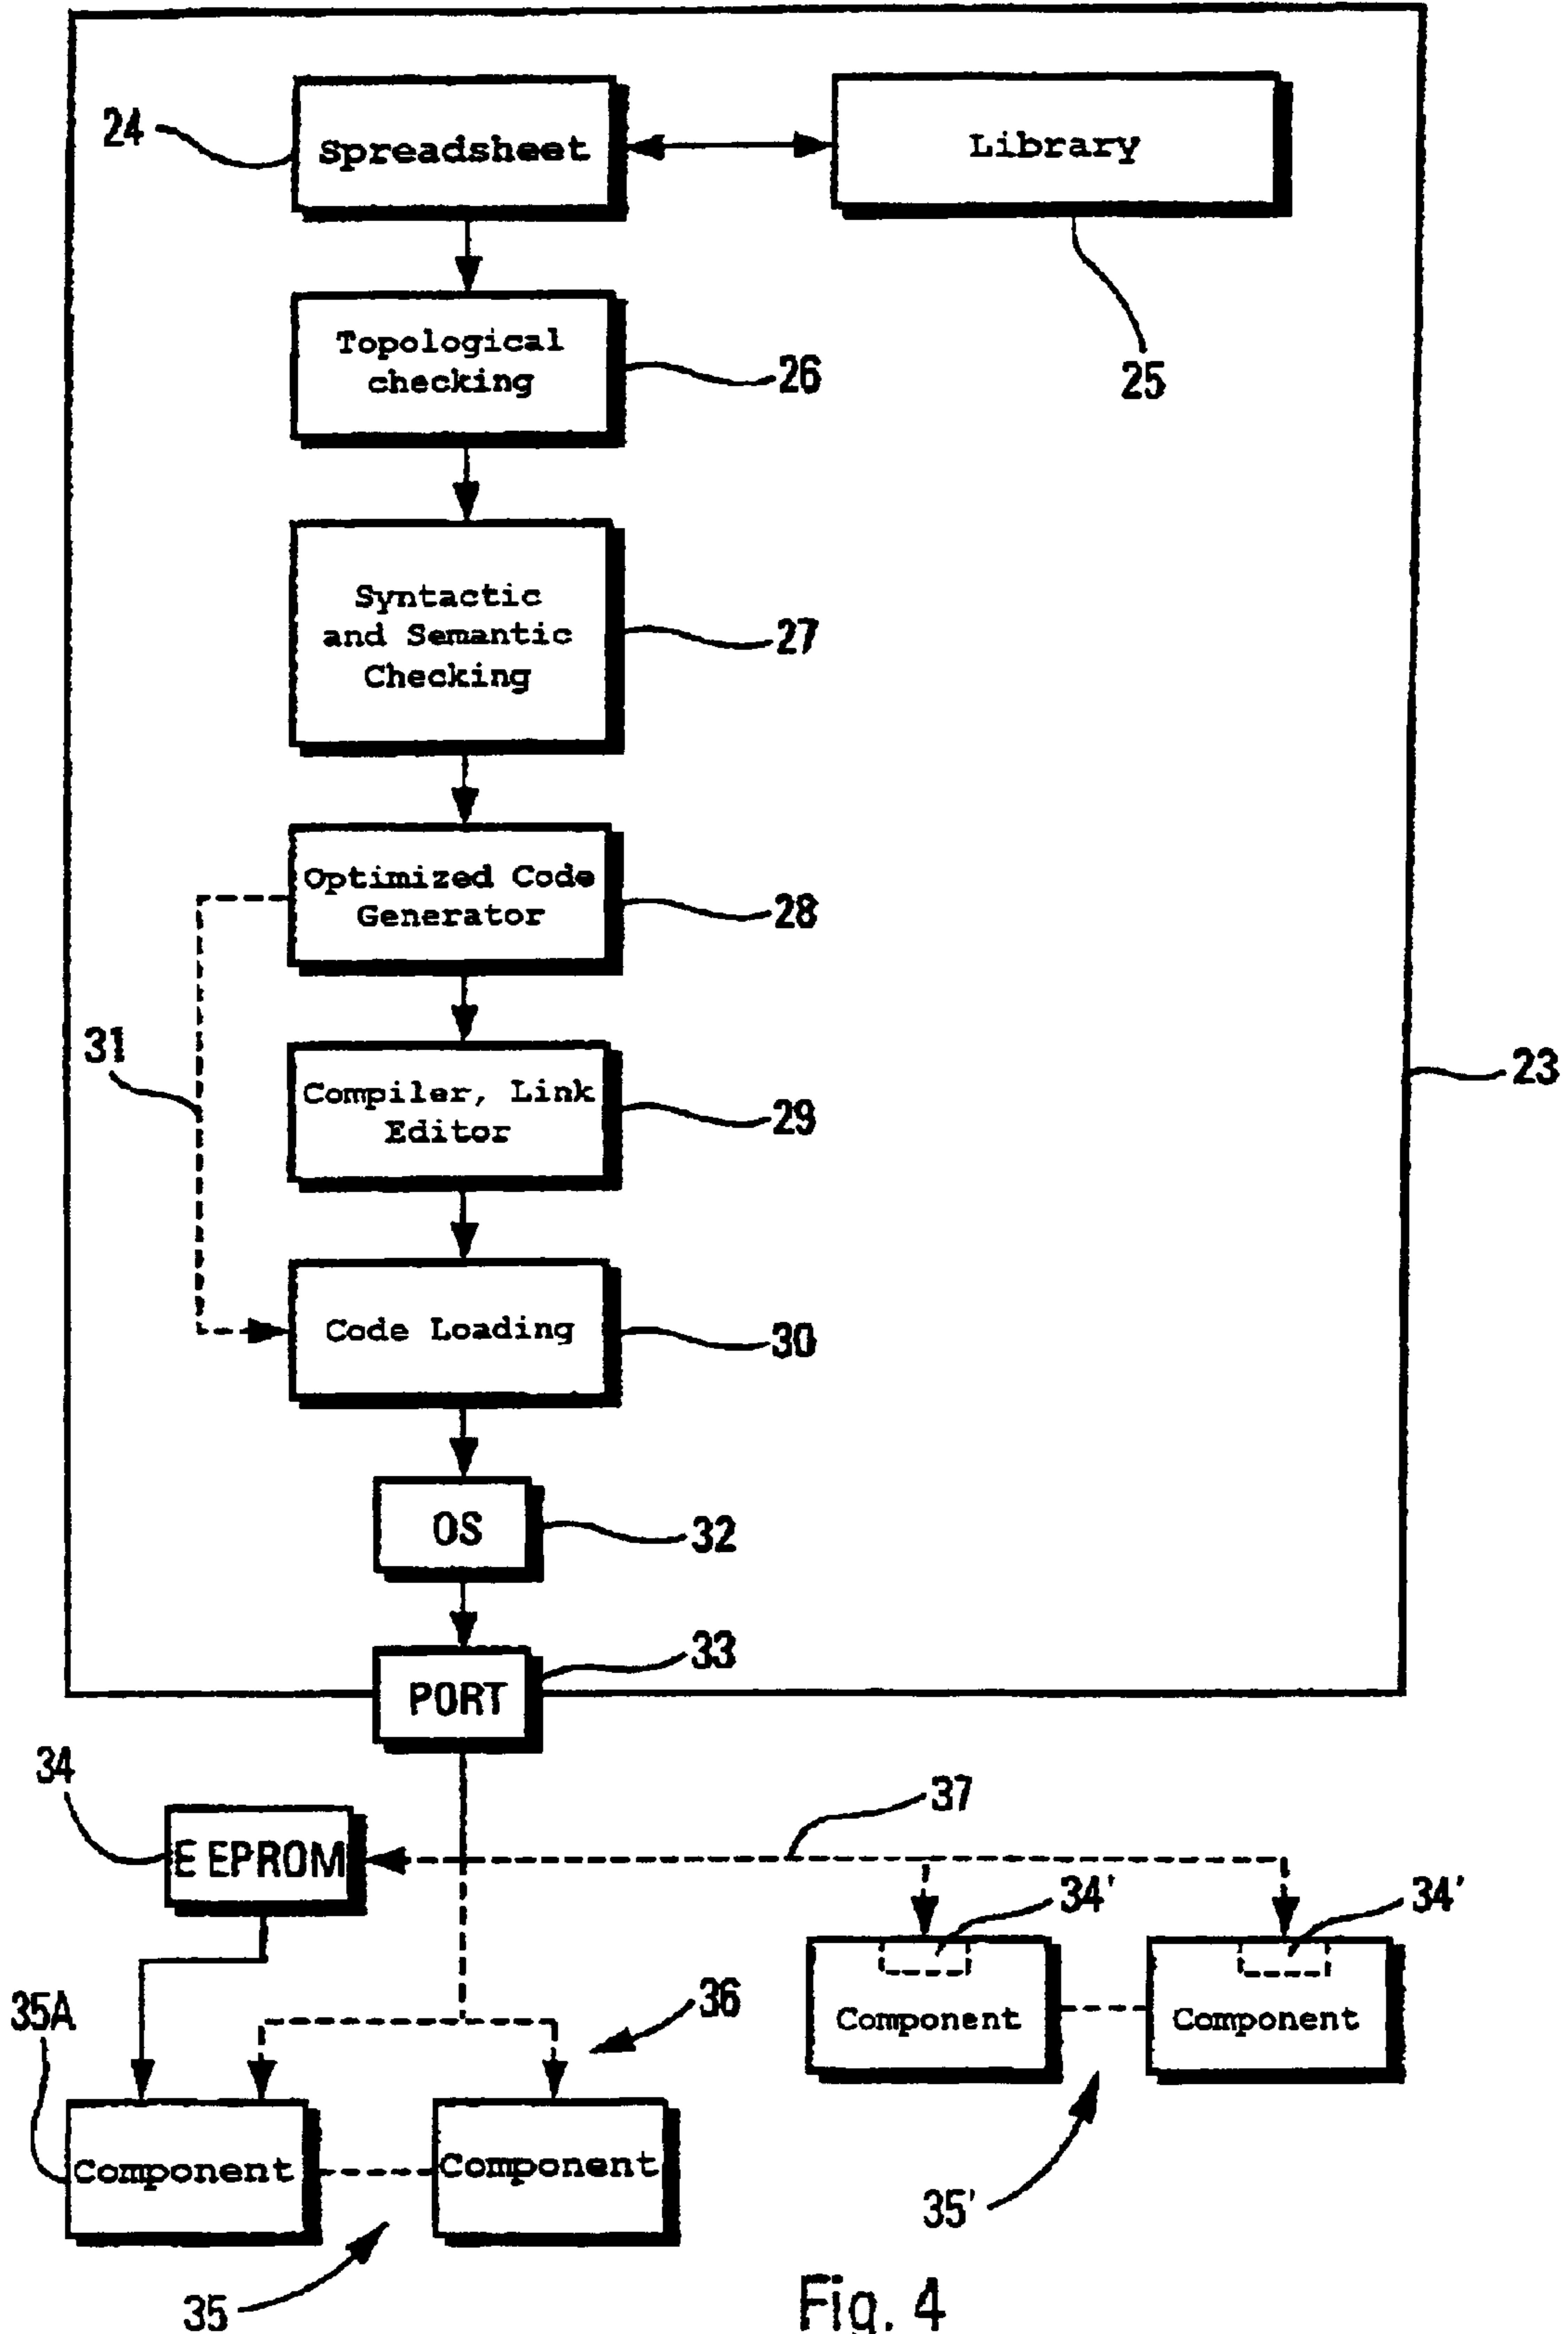 24
Spreadsheet
Library
25
Topological
checking
26
Syntactic
and Semantic
Checking
27
Optimized Code
Generator
28
31
Compiler, Link
Editor
29
23
Code Loading
30
OS
32
PORT
33
34
E EPROM
37
34'
34'
Component
Component
35A
36
Component
Component
35'
35
Fig. 4